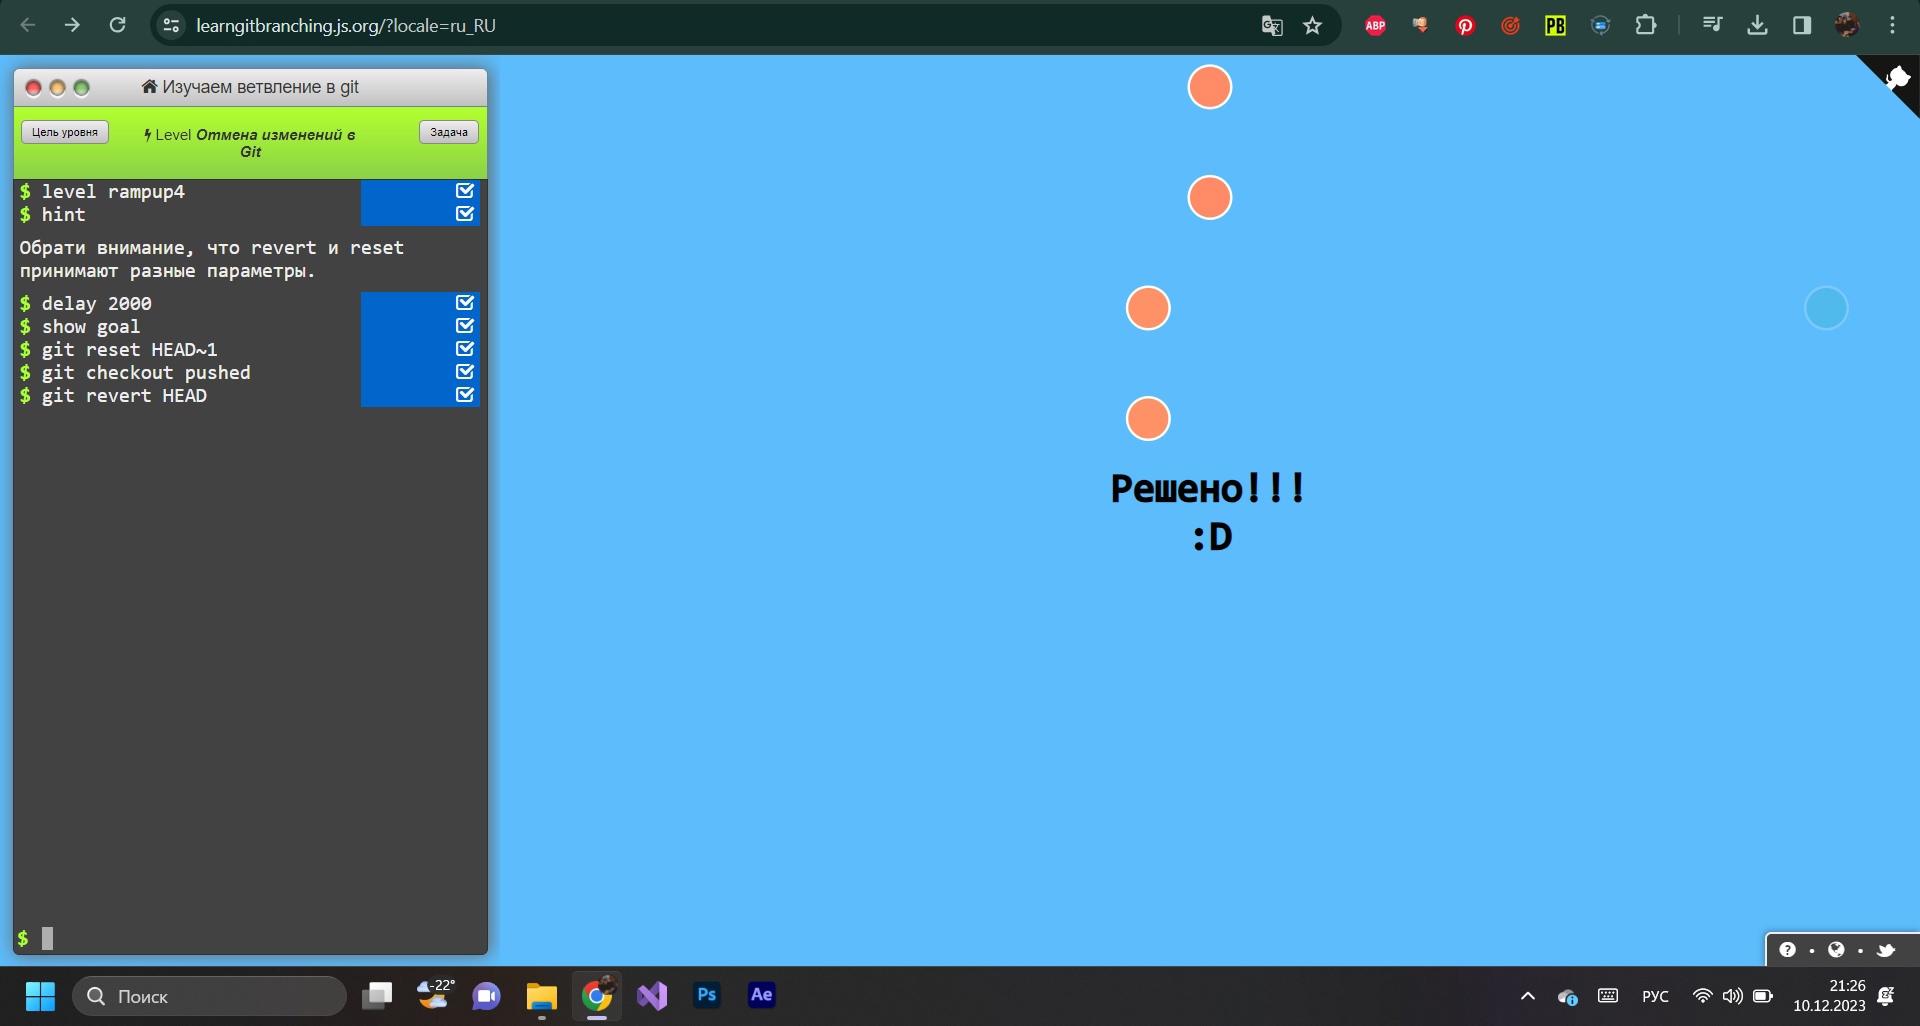 learngitbranching.js.org/?locale=ru_RU
ABP
PB
Изучаем ветвление в git
Цель уровня
Level Отмена изменений в
Git
Задача
$ level rampup4
$ hint
Обрати внимание, что revert и reset
принимают разные параметры.
$ delay 2000
$ show goal
$ git reset HEAD~1
$ git checkout pushed
$ git revert HEAD
$
Решено!!!
:D
Поиск
-22°
Ps
Ae
РУС
21:26
10.12.2023